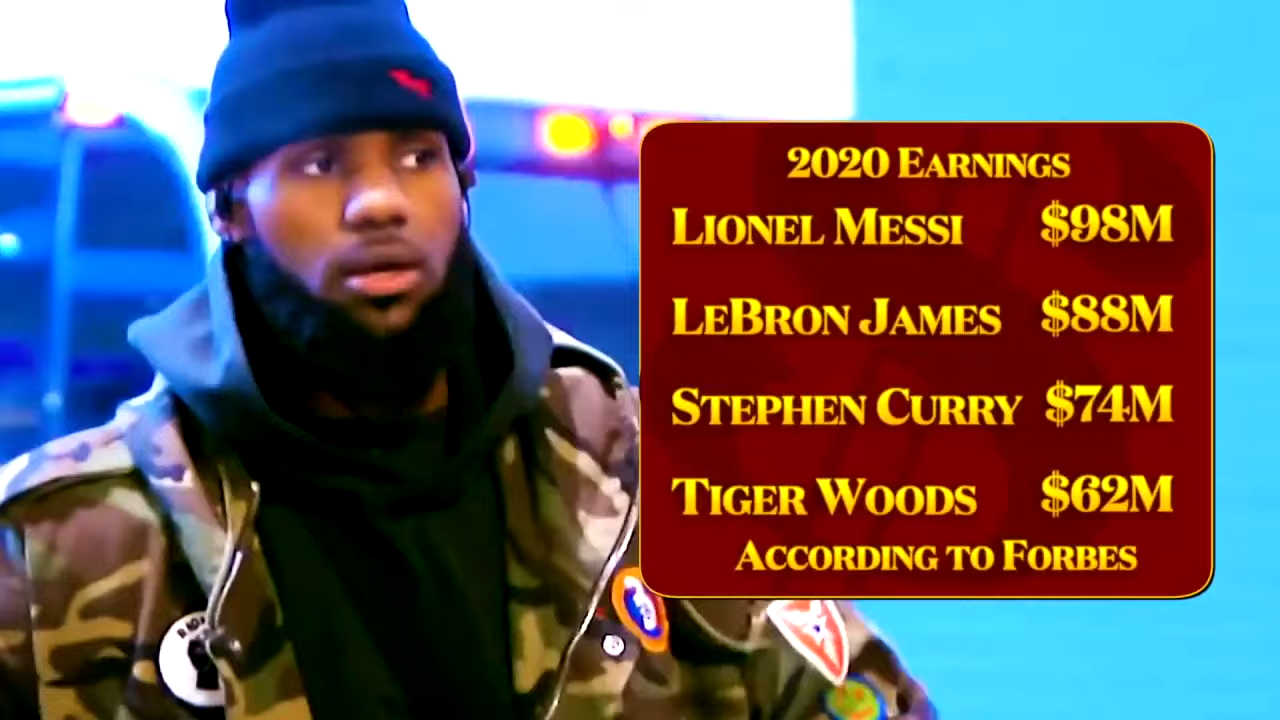 2020 EARNINGS
LIONEL MESSI $98M
LEBRON JAMES $88M
STEPHEN CURRY $74M
TIGER WOODS $62M
ACCORDING TO FORBES